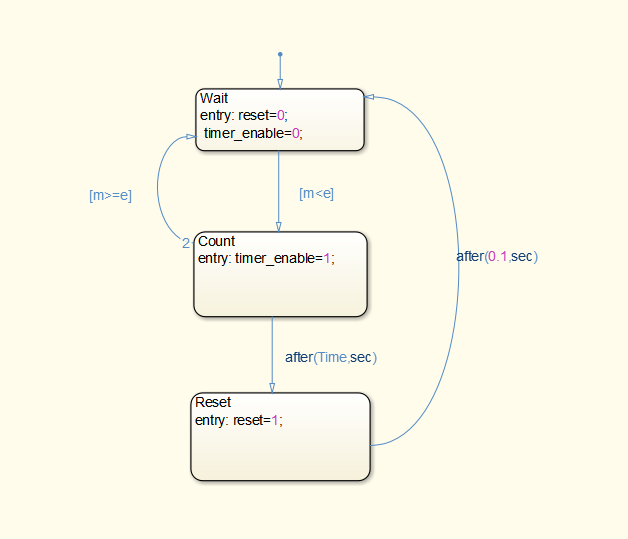 Wait
entry: reset=0;
timer_enable=0;
[m>=e]
[m<e]
2
Count
entry: timer_enable=1;
after(0.1,sec)
after(Time,sec)
Reset
entry: reset=1;